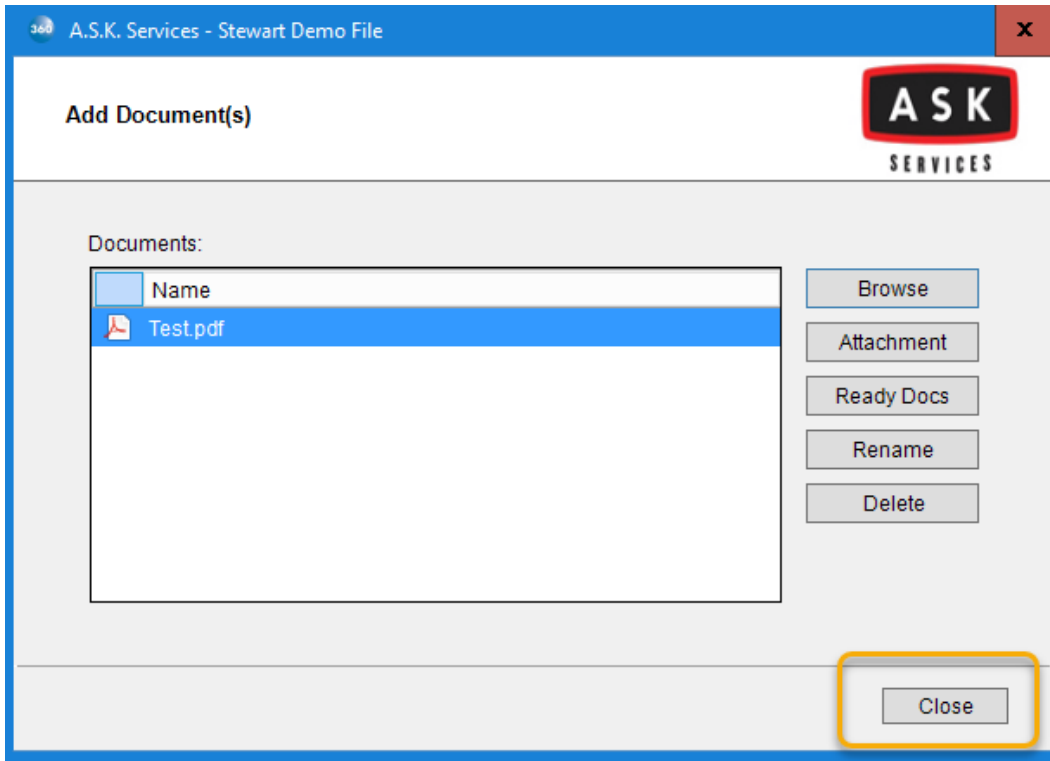 360 A.S.K. Services - Stewart Demo File x
Add Document(s)
ASK
SERVICES
Documents:
Name
Test.pdf
Browse
Attachment
Ready Docs
Rename
Delete
Close